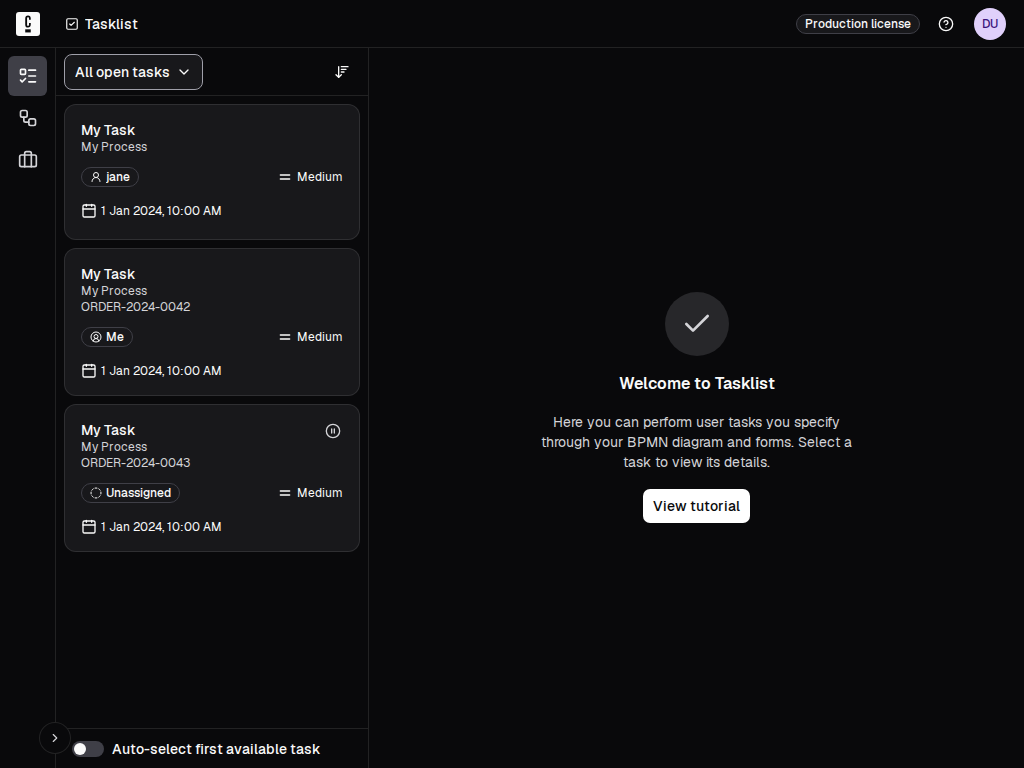 Tasklist
Production license
DU
All open tasks
My Task
My Process
jane
Medium
1 Jan 2024, 10:00 AM
My Task
My Process
ORDER-2024-0042
Me
Medium
1 Jan 2024, 10:00 AM
My Task
My Process
ORDER-2024-0043
Unassigned
Medium
1 Jan 2024, 10:00 AM
Auto-select first available task
Welcome to Tasklist
Here you can perform user tasks you specify
through your BPMN diagram and forms. Select a
task to view its details.
View tutorial